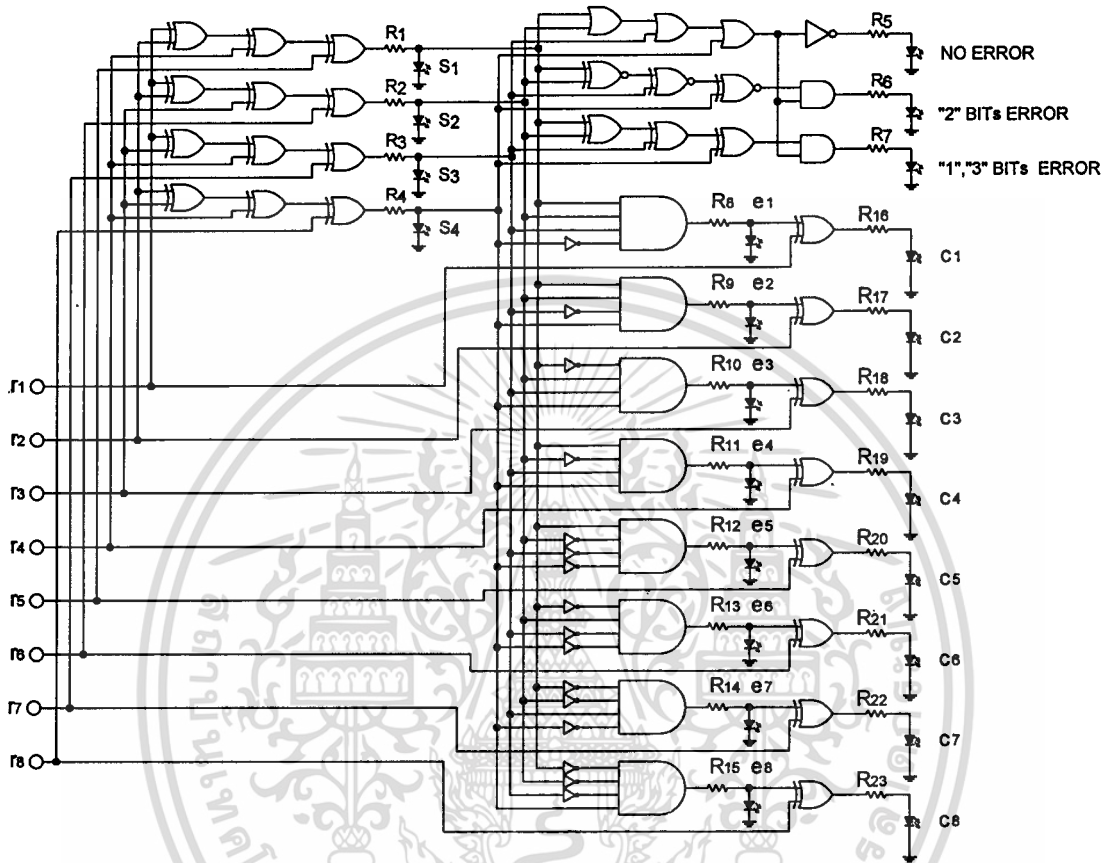 R1
S1
R2
S2
R3
S3
R4
S4
R5
NO ERROR
R6
"2" BITs ERROR
R7
"1","3" BITs ERROR
R8 e1
R16
C1
R9 e2
R17
C2
R10 e3
R18
C3
R11 e4
R19
C4
R12 e5
R20
C5
R13 e6
R21
C6
R14 e7
R22
C7
R15 e8
R23
C8
r1
r2
r3
r4
r5
r6
r7
r8